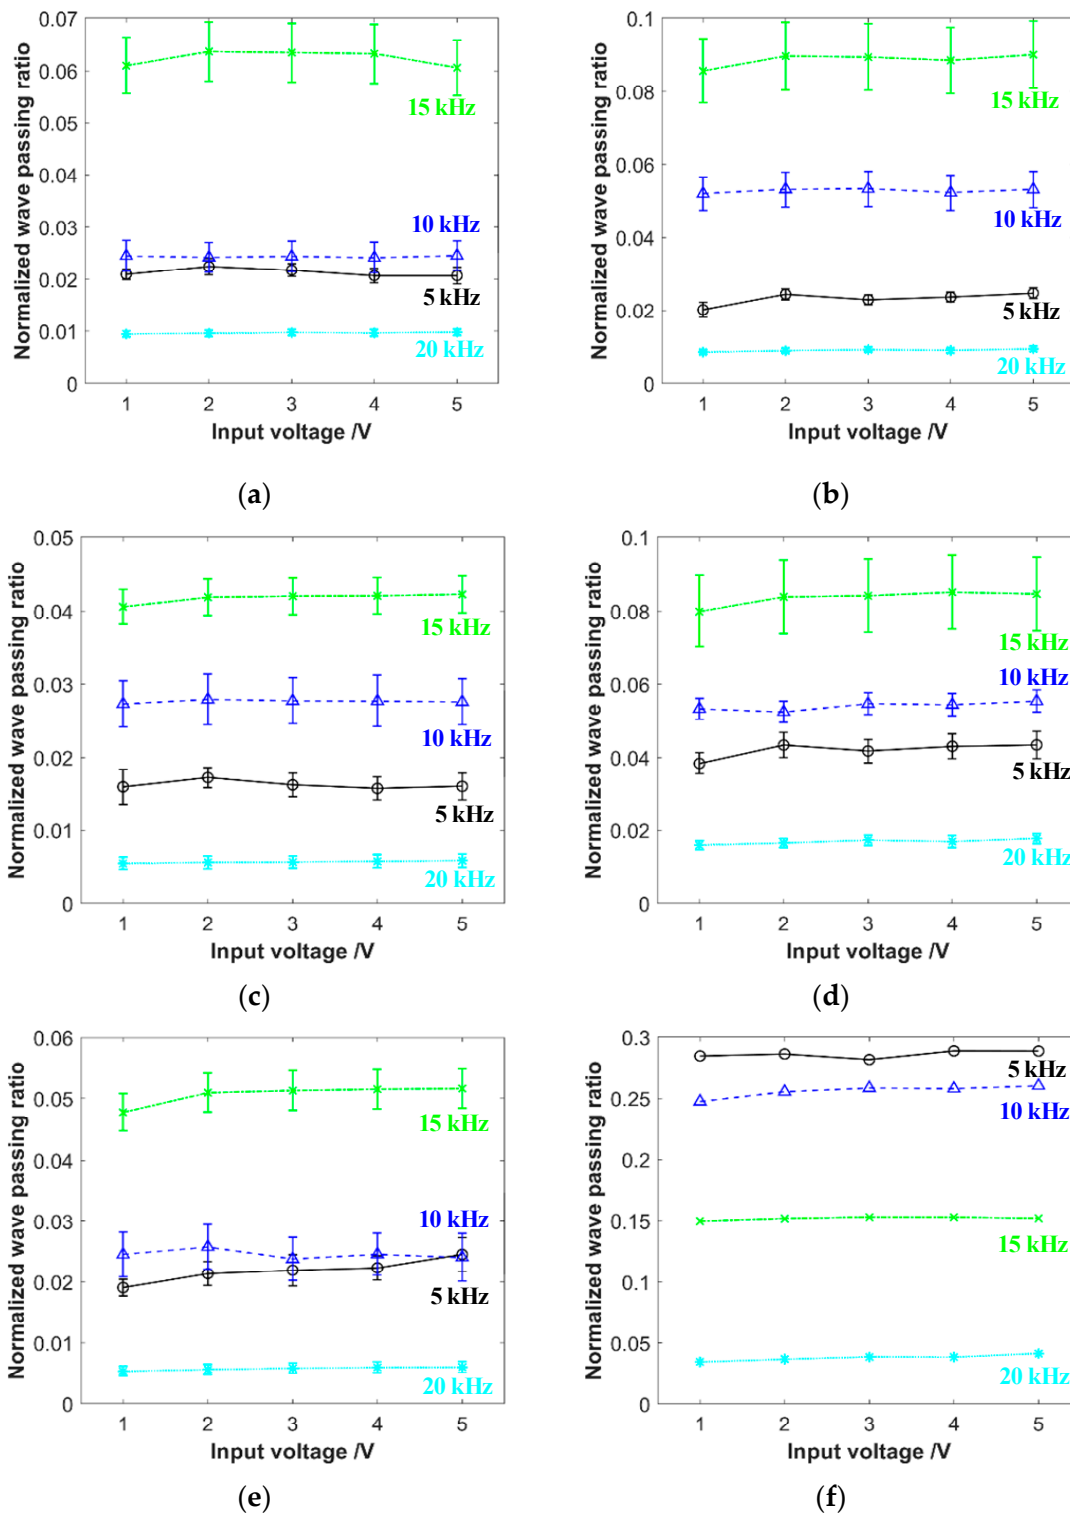 Normalized wave passing ratio
0.07
0.06
0.05
0.04
0.03
0.02
0.01
0
15 kHz
10 kHz
5 kHz
20 kHz
1 2 3 4 5
Input voltage /V
(a)
Normalized wave passing ratio
0.1
0.08
0.06
0.04
0.02
0
15 kHz
10 kHz
5 kHz
20 kHz
1 2 3 4 5
Input voltage /V
(b)
Normalized wave passing ratio
0.05
0.04
0.03
0.02
0.01
0
15 kHz
10 kHz
5 kHz
20 kHz
1 2 3 4 5
Input voltage /V
(c)
Normalized wave passing ratio
0.1
0.08
0.06
0.04
0.02
0
15 kHz
10 kHz
5 kHz
20 kHz
1 2 3 4 5
Input voltage /V
(d)
Normalized wave passing ratio
0.06
0.05
0.04
0.03
0.02
0.01
0
15 kHz
10 kHz
5 kHz
20 kHz
1 2 3 4 5
Input voltage /V
(e)
Normalized wave passing ratio
0.3
0.25
0.2
0.15
0.1
0.05
0
5 kHz
10 kHz
15 kHz
20 kHz
1 2 3 4 5
Input voltage /V
(f)